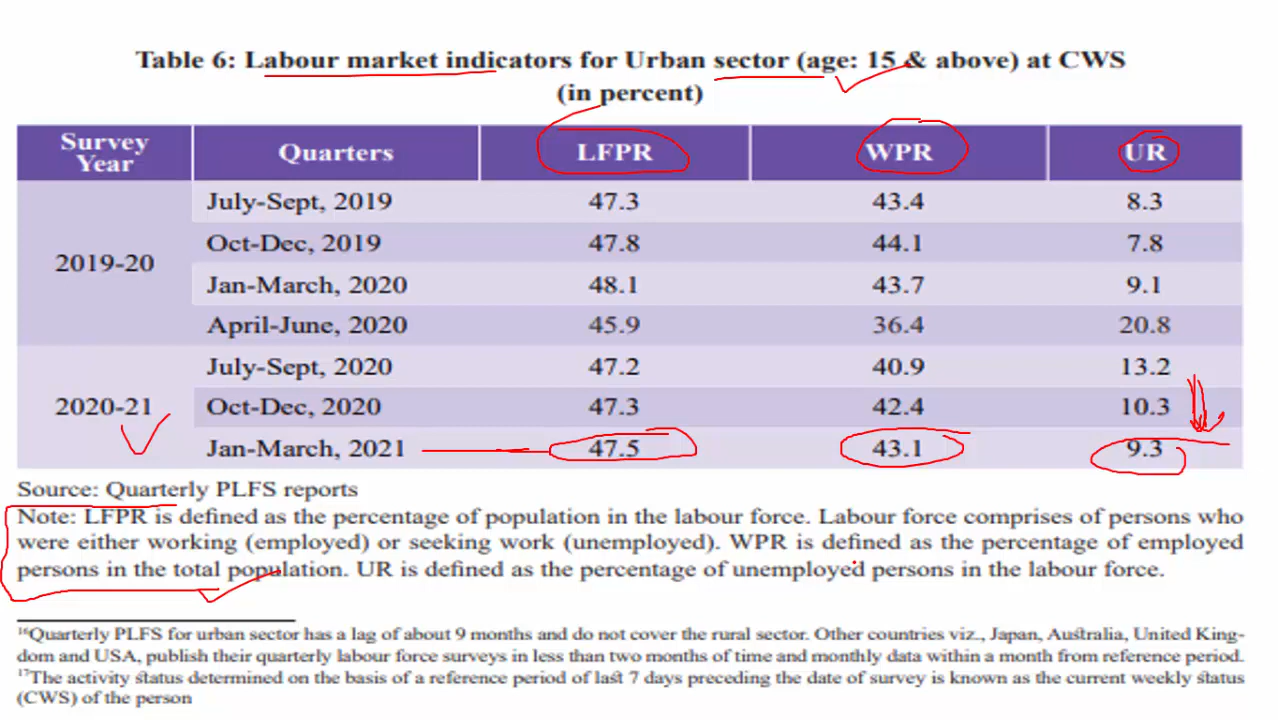 Table 6: Labour market indicators for Urban sector (age: 15 & above) at CWS
(in percent)
Survey Year Quarters LFPR WPR UR
2019-20 July-Sept, 2019 47.3 43.4 8.3
Oct-Dec, 2019 47.8 44.1 7.8
Jan-March, 2020 48.1 43.7 9.1
April-June, 2020 45.9 36.4 20.8
2020-21 July-Sept, 2020 47.2 40.9 13.2
Oct-Dec, 2020 47.3 42.4 10.3
Jan-March, 2021 47.5 43.1 9.3
Source: Quarterly PLFS reports
Note: LFPR is defined as the percentage of population in the labour force. Labour force comprises of persons who
were either working (employed) or seeking work (unemployed). WPR is defined as the percentage of employed
persons in the total population. UR is defined as the percentage of unemployed persons in the labour force.
16Quarterly PLFS for urban sector has a lag of about 9 months and do not cover the rural sector. Other countries viz., Japan, Australia, United King-
dom and USA, publish their quarterly labour force surveys in less than two months of time and monthly data within a month from reference period.
17The activity status determined on the basis of a reference period of last 7 days preceding the date of survey is known as the current weekly status
(CWS) of the person